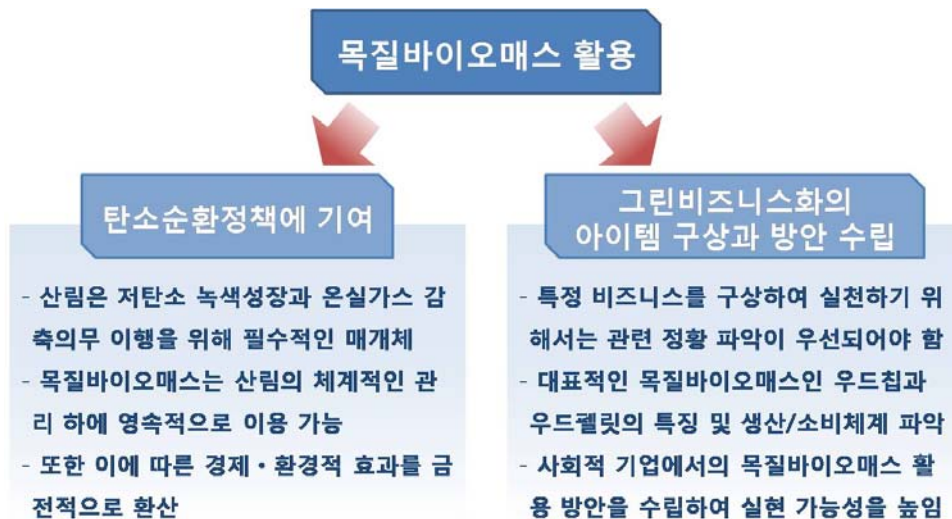 목질바이오매스 활용
탄소순환정책에 기여
- 산림은 저탄소 녹색성장과 온실가스 감
축의무 이행을 위해 필수적인 매개체
- 목질바이오매스는 산림의 체계적인 관
리 하에 영속적으로 이용 가능
- 또한 이에 따른 경제・환경적 효과를 금
전적으로 환산
그린비즈니스화의
아이템 구상과 방안 수립
- 특정 비즈니스를 구상하여 실천하기 위
해서는 관련 정황 파악이 우선되어야 함
- 대표적인 목질바이오매스인 우드칩과
우드펠릿의 특징 및 생산/소비체계 파악
- 사회적 기업에서의 목질바이오매스 활
용 방안을 수립하여 실현 가능성을 높임